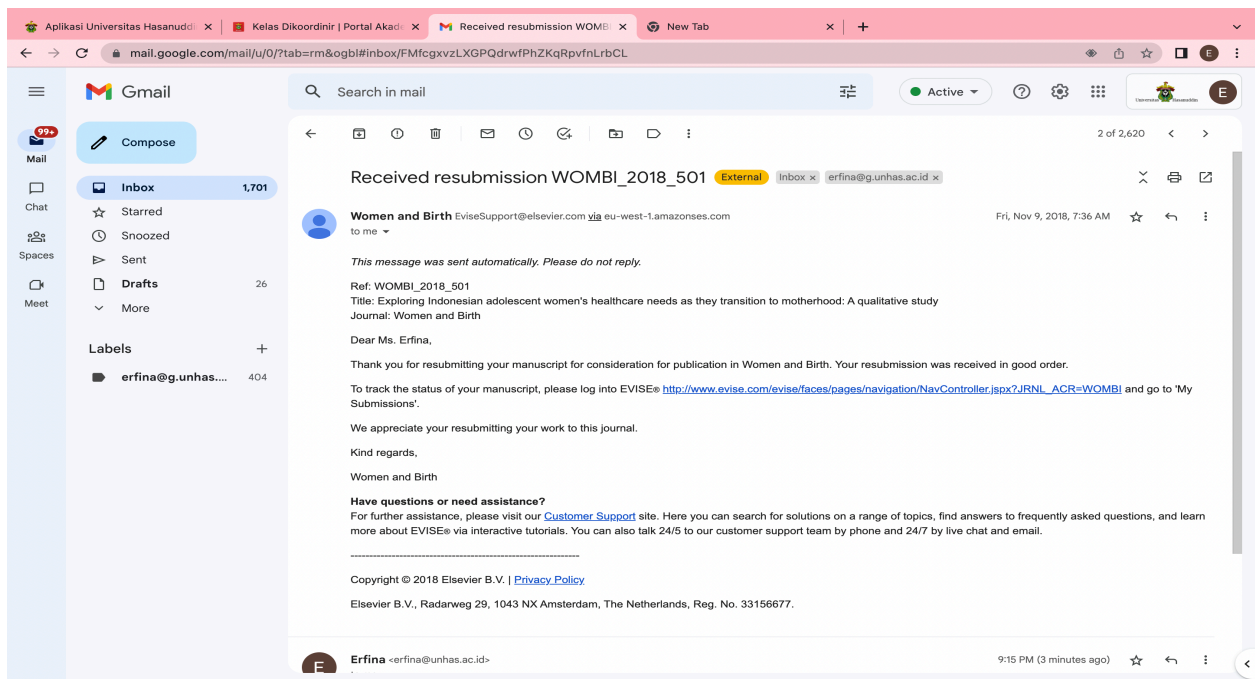 Aplikasi Universitas Hasanuddi
Kelas Dikoordinir | Portal Akade
Received resubmission WOMBI
New Tab
mail.google.com/mail/u/0/?tab=rm&ogbl#inbox/FMfcgxvzLXGPQdrwfPhZKqRpvfnLrbCL
E
Gmail
Search in mail
Active
Universitas Hasanuddin
E
99+
Mail
Chat
Spaces
Meet
Compose
Inbox 1,701
Starred
Snoozed
Sent
Drafts 26
More
Labels
erfina@g.unhas.... 404
2 of 2,620
Received resubmission WOMBI_2018_501 External Inbox x erfina@g.unhas.ac.id x
Women and Birth EviseSupport@elsevier.com via eu-west-1.amazonses.com Fri, Nov 9, 2018, 7:36 AM
to me
This message was sent automatically. Please do not reply.
Ref: WOMBI_2018_501
Title: Exploring Indonesian adolescent women's healthcare needs as they transition to motherhood: A qualitative study
Journal: Women and Birth
Dear Ms. Erfina,
Thank you for resubmitting your manuscript for consideration for publication in Women and Birth. Your resubmission was received in good order.
To track the status of your manuscript, please log into EVISE® http://www.evise.com/evise/faces/pages/navigation/NavController.jspx?JRNL_ACR=WOMBI and go to 'My
Submissions'.
We appreciate your resubmitting your work to this journal.
Kind regards,
Women and Birth
Have questions or need assistance?
For further assistance, please visit our Customer Support site. Here you can search for solutions on a range of topics, find answers to frequently asked questions, and learn
more about EVISE® via interactive tutorials. You can also talk 24/5 to our customer support team by phone and 24/7 by live chat and email.
-------------------------------------------------------------
Copyright © 2018 Elsevier B.V. | Privacy Policy
Elsevier B.V., Radarweg 29, 1043 NX Amsterdam, The Netherlands, Reg. No. 33156677.
E
Erfina <erfina@unhas.ac.id> 9:15 PM (3 minutes ago)